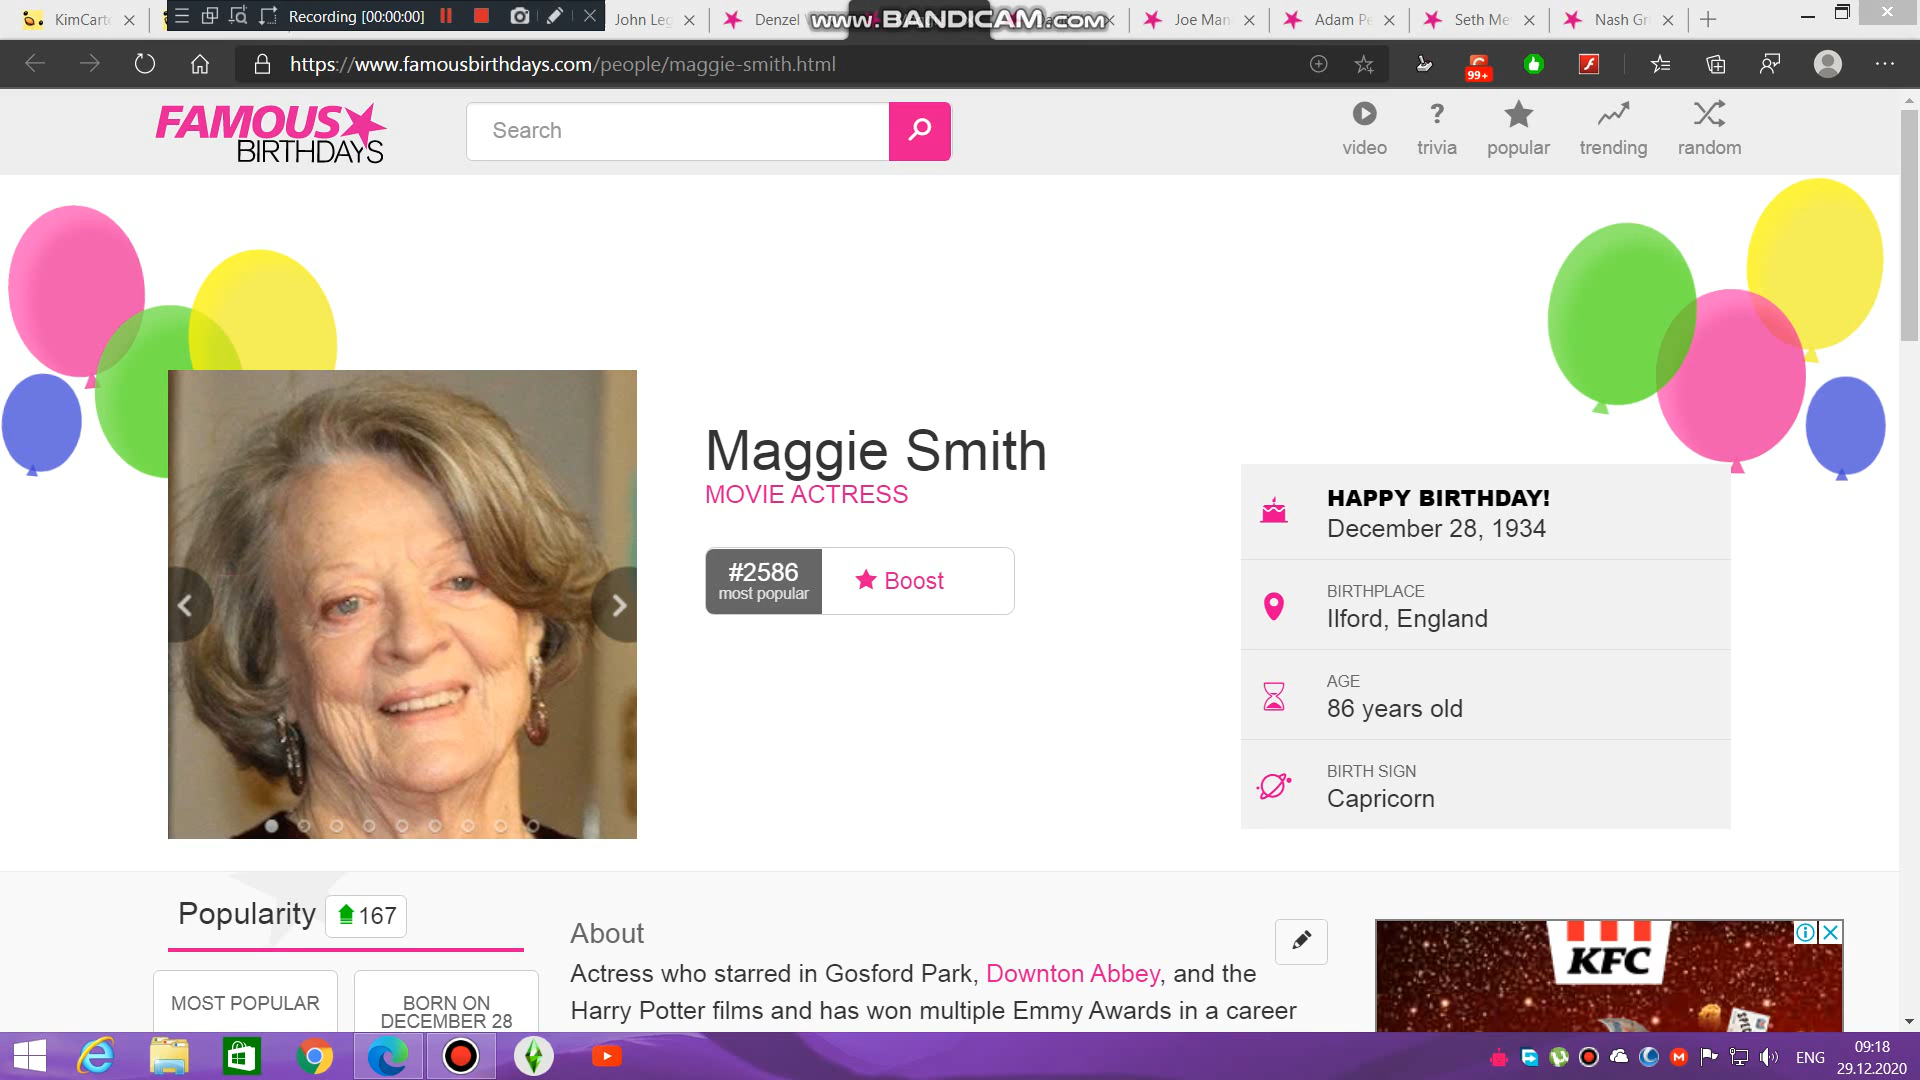 KimCarte
Recording [00:00:00]
John Leg
Denzel
www.BANDICAM.com
Joe Man
Adam Pe
Seth Me
Nash Gr
https://www.famousbirthdays.com/people/maggie-smith.html
99+
FAMOUS
BIRTHDAYS
Search
video
trivia
popular
trending
random
Maggie Smith
MOVIE ACTRESS
#2586
most popular
Boost
HAPPY BIRTHDAY!
December 28, 1934
BIRTHPLACE
Ilford, England
AGE
86 years old
BIRTH SIGN
Capricorn
Popularity
167
MOST POPULAR
BORN ON
DECEMBER 28
About
Actress who starred in Gosford Park, Downton Abbey, and the
Harry Potter films and has won multiple Emmy Awards in a career
KFC
ENG
09:18
29.12.2020